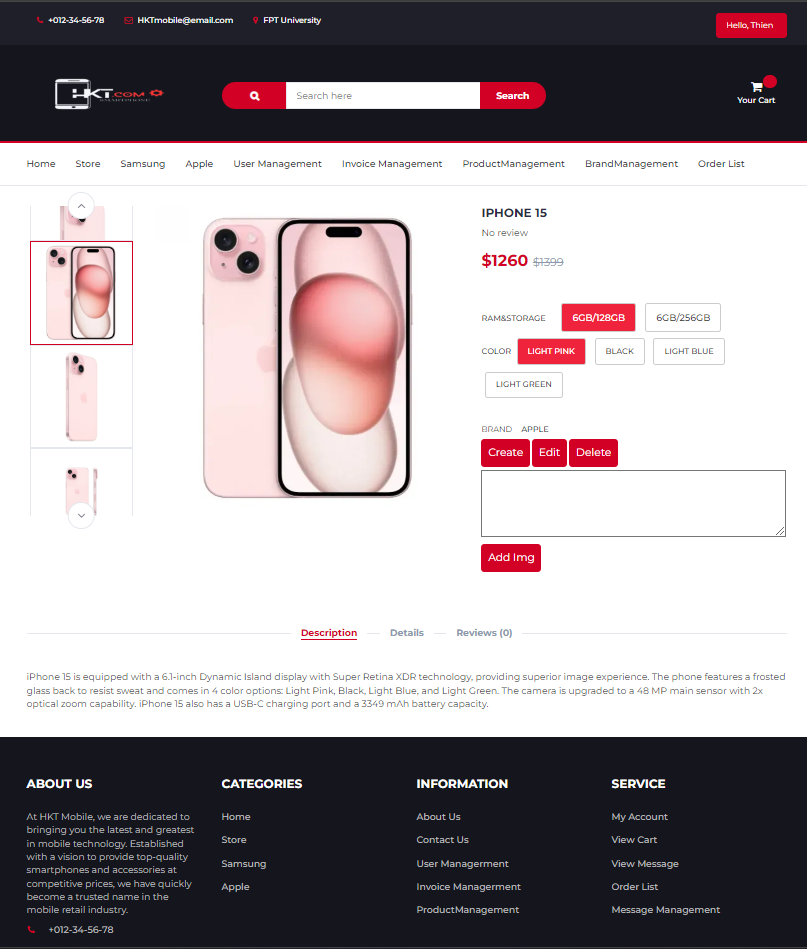 +012-34-56-78 HKTmobile@email.com FPT University
Hello, Thien
HKT.COM
SMARTPHONE
Search here
Search
Your Cart
Home Store Samsung Apple User Management Invoice Management ProductManagement BrandManagement Order List
IPHONE 15
No review
$1260 $1399
RAM&STORAGE 6GB/128GB 6GB/256GB
COLOR LIGHT PINK BLACK LIGHT BLUE
LIGHT GREEN
BRAND APPLE
Create Edit Delete
Add Img
Description Details Reviews (0)
iPhone 15 is equipped with a 6.1-inch Dynamic Island display with Super Retina XDR technology, providing superior image experience. The phone features a frosted
glass back to resist sweat and comes in 4 color options: Light Pink, Black, Light Blue, and Light Green. The camera is upgraded to a 48 MP main sensor with 2x
optical zoom capability. iPhone 15 also has a USB-C charging port and a 3349 mAh battery capacity.
ABOUT US
At HKT Mobile, we are dedicated to
bringing you the latest and greatest
in mobile technology. Established
with a vision to provide top-quality
smartphones and accessories at
competitive prices, we have quickly
become a trusted name in the
mobile retail industry.
+012-34-56-78
CATEGORIES
Home
Store
Samsung
Apple
INFORMATION
About Us
Contact Us
User Managerment
Invoice Managerment
ProductManagement
SERVICE
My Account
View Cart
View Message
Order List
Message Management